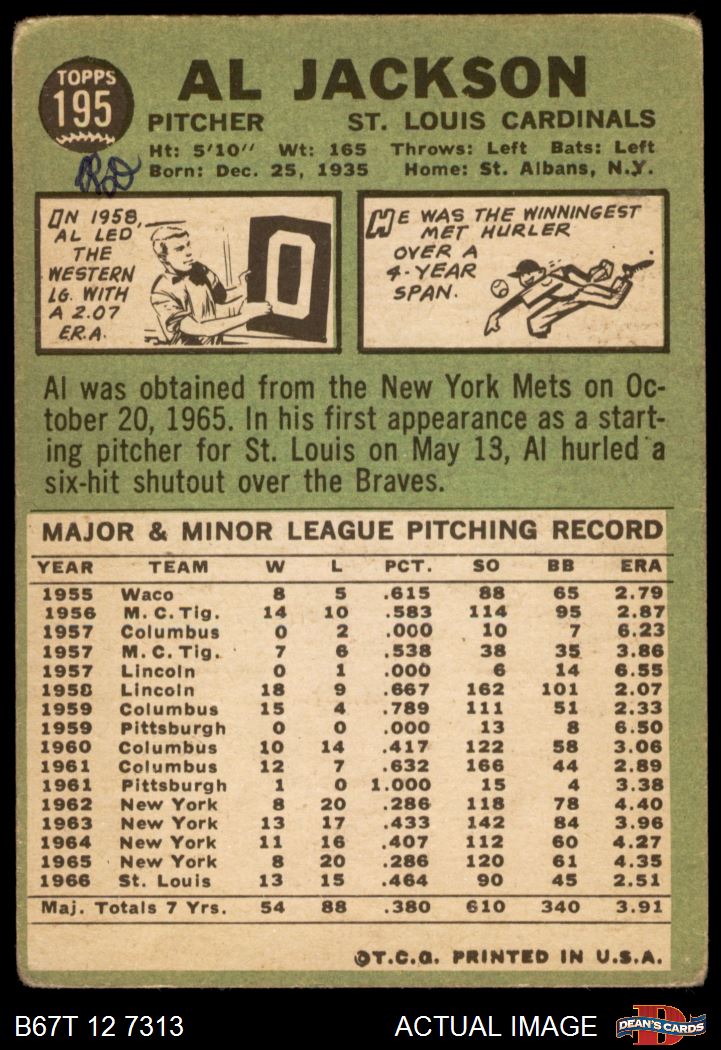 TOPPS
195
AL JACKSON
PITCHER ST. LOUIS CARDINALS
Ht: 5'10" Wt: 165 Throws: Left Bats: Left
Born: Dec. 25, 1935 Home: St. Albans, N.Y.
IN 1958,
AL LED
THE
WESTERN
LG. WITH
A 2.07
E.R.A.
0
HE WAS THE WINNINGEST
MET HURLER
OVER A
4-YEAR
SPAN.
Al was obtained from the New York Mets on Oc-
tober 20, 1965. In his first appearance as a start-
ing pitcher for St. Louis on May 13, Al hurled a
six-hit shutout over the Braves.
MAJOR & MINOR LEAGUE PITCHING RECORD
YEAR TEAM W L PCT. SO BB ERA
1955 Waco 8 5 .615 88 65 2.79
1956 M.C. Tig. 14 10 .583 114 95 2.87
1957 Columbus 0 2 .000 10 7 6.23
1957 M.C. Tig. 7 6 .538 38 35 3.86
1957 Lincoln 0 1 .000 6 14 6.55
1958 Lincoln 18 9 .667 162 101 2.07
1959 Columbus 15 4 .789 111 51 2.33
1959 Pittsburgh 0 0 .000 13 8 6.50
1960 Columbus 10 14 .417 122 58 3.06
1961 Columbus 12 7 .632 166 44 2.89
1961 Pittsburgh 1 0 1.000 15 4 3.38
1962 New York 8 20 .286 118 78 4.40
1963 New York 13 17 .433 142 84 3.96
1964 New York 11 16 .407 112 60 4.27
1965 New York 8 20 .286 120 61 4.35
1966 St. Louis 13 15 .464 90 45 2.51
Maj. Totals 7 Yrs. 54 88 .380 610 340 3.91
©T.C.G. PRINTED IN U.S.A.
B67T 12 7313 ACTUAL IMAGE
D
DEAN'S CARDS